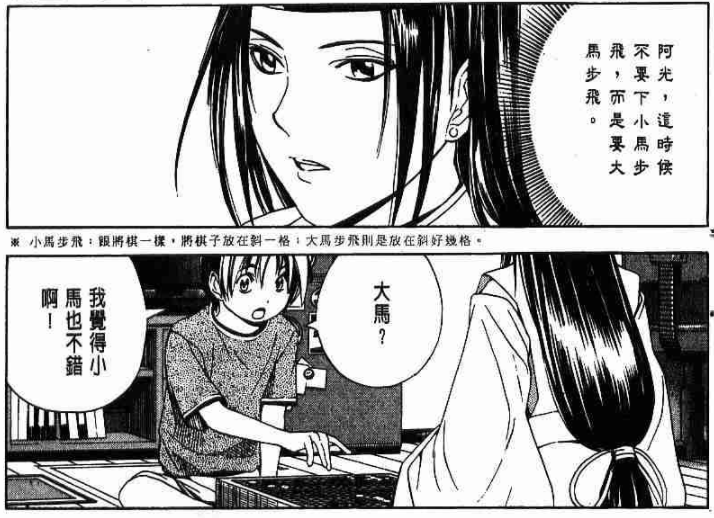 阿光，這時候
不要下小馬步
飛，而是要大
馬步飛。
※ 小馬步飛：跟將棋一樣，將棋子放在斜一格；大馬步飛則是放在斜好幾格。
大馬？
我覺得小
馬也不錯
啊！